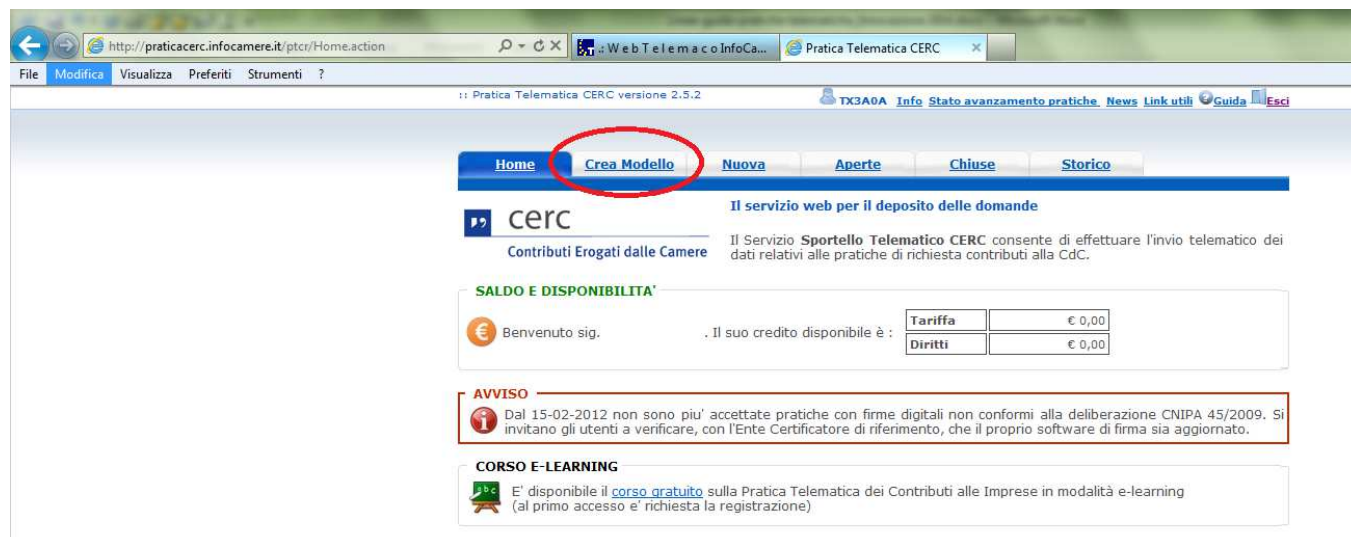 http://praticacerc.infocamere.it/ptcr/Home.action
.: W e b T e l e m a c o InfoCa...
Pratica Telematica CERC
File Modifica Visualizza Preferiti Strumenti ?
:: Pratica Telematica CERC versione 2.5.2
TX3A0A Info Stato avanzamento pratiche News Link utili Guida Esci
Home Crea Modello Nuova Aperte Chiuse Storico
cerc
Contributi Erogati dalle Camere
Il servizio web per il deposito delle domande
Il Servizio Sportello Telematico CERC consente di effettuare l'invio telematico dei
dati relativi alle pratiche di richiesta contributi alla CdC.
SALDO E DISPONIBILITA'
Benvenuto sig. . Il suo credito disponibile è :
Tariffa € 0,00
Diritti € 0,00
AVVISO
Dal 15-02-2012 non sono piu' accettate pratiche con firme digitali non conformi alla deliberazione CNIPA 45/2009. Si
invitano gli utenti a verificare, con l'Ente Certificatore di riferimento, che il proprio software di firma sia aggiornato.
CORSO E-LEARNING
abc
E' disponibile il corso gratuito sulla Pratica Telematica dei Contributi alle Imprese in modalità e-learning
(al primo accesso e' richiesta la registrazione)